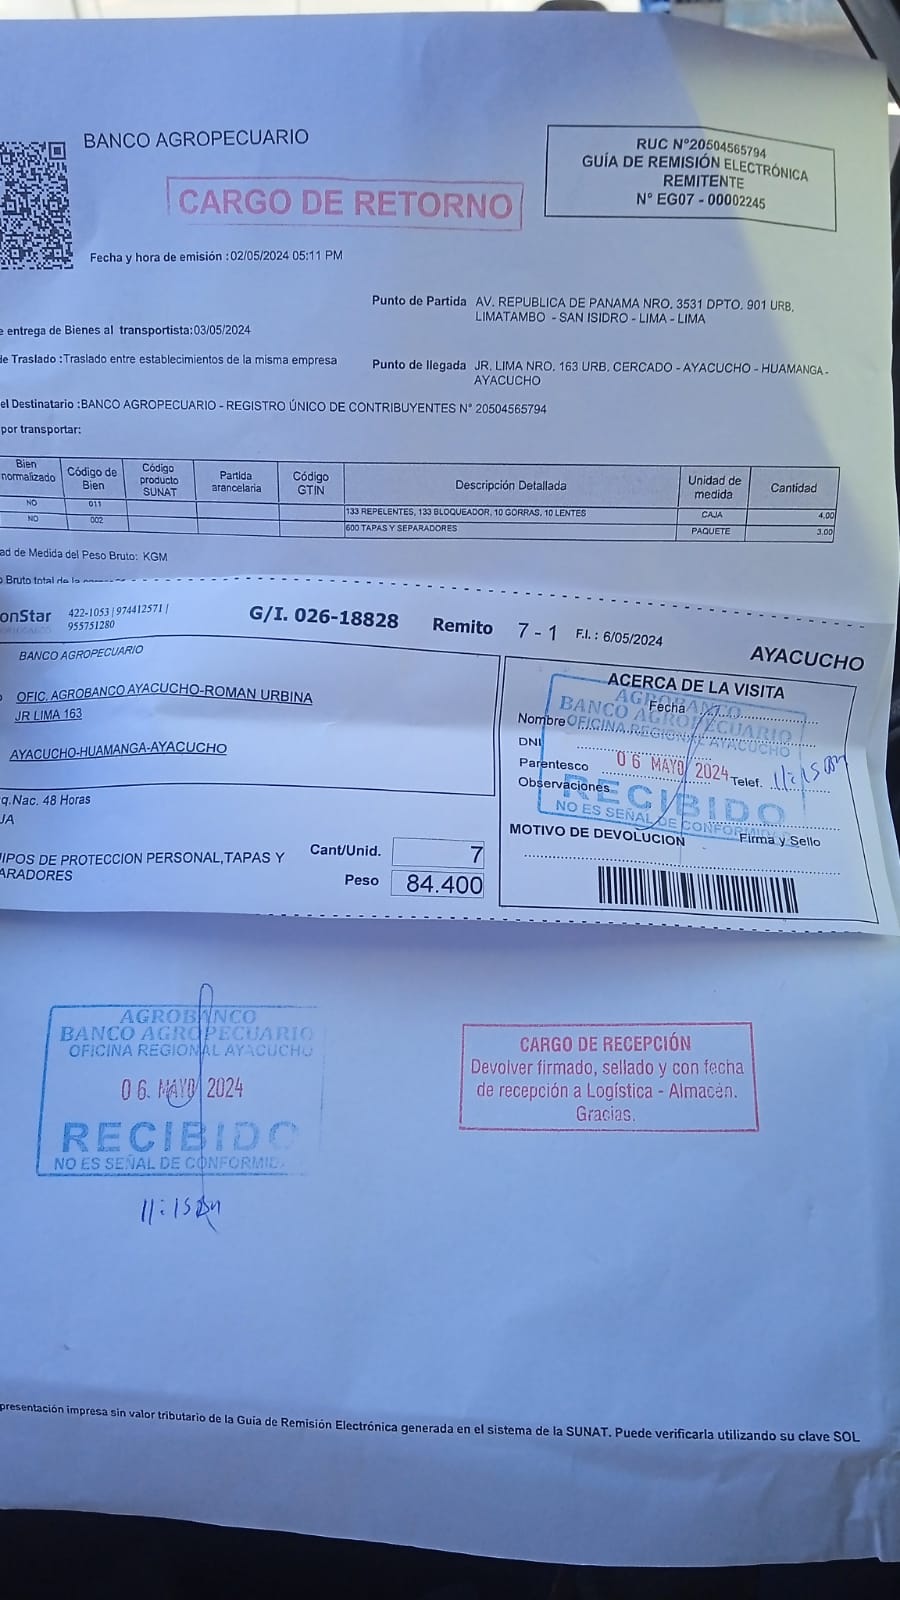 BANCO AGROPECUARIO
RUC N°20504565794
GUÍA DE REMISIÓN ELECTRÓNICA
REMITENTE
N° EG07 - 00002245
CARGO DE RETORNO
Fecha y hora de emisión :02/05/2024 05:11 PM
Punto de Partida AV. REPUBLICA DE PANAMA NRO. 3531 DPTO. 901 URB.
LIMATAMBO - SAN ISIDRO - LIMA - LIMA
e entrega de Bienes al transportista:03/05/2024
de Traslado :Traslado entre establecimientos de la misma empresa
Punto de llegada JR. LIMA NRO. 163 URB. CERCADO - AYACUCHO - HUAMANGA -
AYACUCHO
el Destinatario :BANCO AGROPECUARIO - REGISTRO ÚNICO DE CONTRIBUYENTES N° 20504565794
por transportar:
Bien normalizado Código de Bien Código producto SUNAT Partida arancelaria Código GTIN Descripción Detallada Unidad de medida Cantidad
NO 011 133 REPELENTES, 133 BLOQUEADOR, 10 GORRAS, 10 LENTES CAJA 4.00
NO 002 600 TAPAS Y SEPARADORES PAQUETE 3.00
ad de Medida del Peso Bruto: KGM
o Bruto total de la
onStar 422-1053 | 974412571 |
955751280
G/I. 026-18828 Remito 7 - 1 F.I. : 6/05/2024
AYACUCHO
BANCO AGROPECUARIO
OFIC. AGROBANCO AYACUCHO-ROMAN URBINA
JR LIMA 163
AYACUCHO-HUAMANGA-AYACUCHO
q.Nac. 48 Horas
JA
IPOS DE PROTECCION PERSONAL,TAPAS Y
ARADORES
Cant/Unid. 7
Peso 84.400
ACERCA DE LA VISITA
Fecha
Nombre
DNI
Parentesco
Telef.
Observaciones
Firma y Sello
MOTIVO DE DEVOLUCION
AGROBANCO
BANCO AGROPECUARIO
OFICINA REGIONAL AYACUCHO
06 MAYO 2024
RECIBIDO
NO ES SEÑAL DE CONFORMID
11:15am
AGROBANCO
BANCO AGROPECUARIO
OFICINA REGIONAL AYACUCHO
06. MAYO 2024
RECIBIDO
NO ES SEÑAL DE CONFORMID
11:15am
CARGO DE RECEPCIÓN
Devolver firmado, sellado y con fecha
de recepción a Logística - Almacén.
Gracias.
presentación impresa sin valor tributario de la Guía de Remisión Electrónica generada en el sistema de la SUNAT. Puede verificarla utilizando su clave SOL